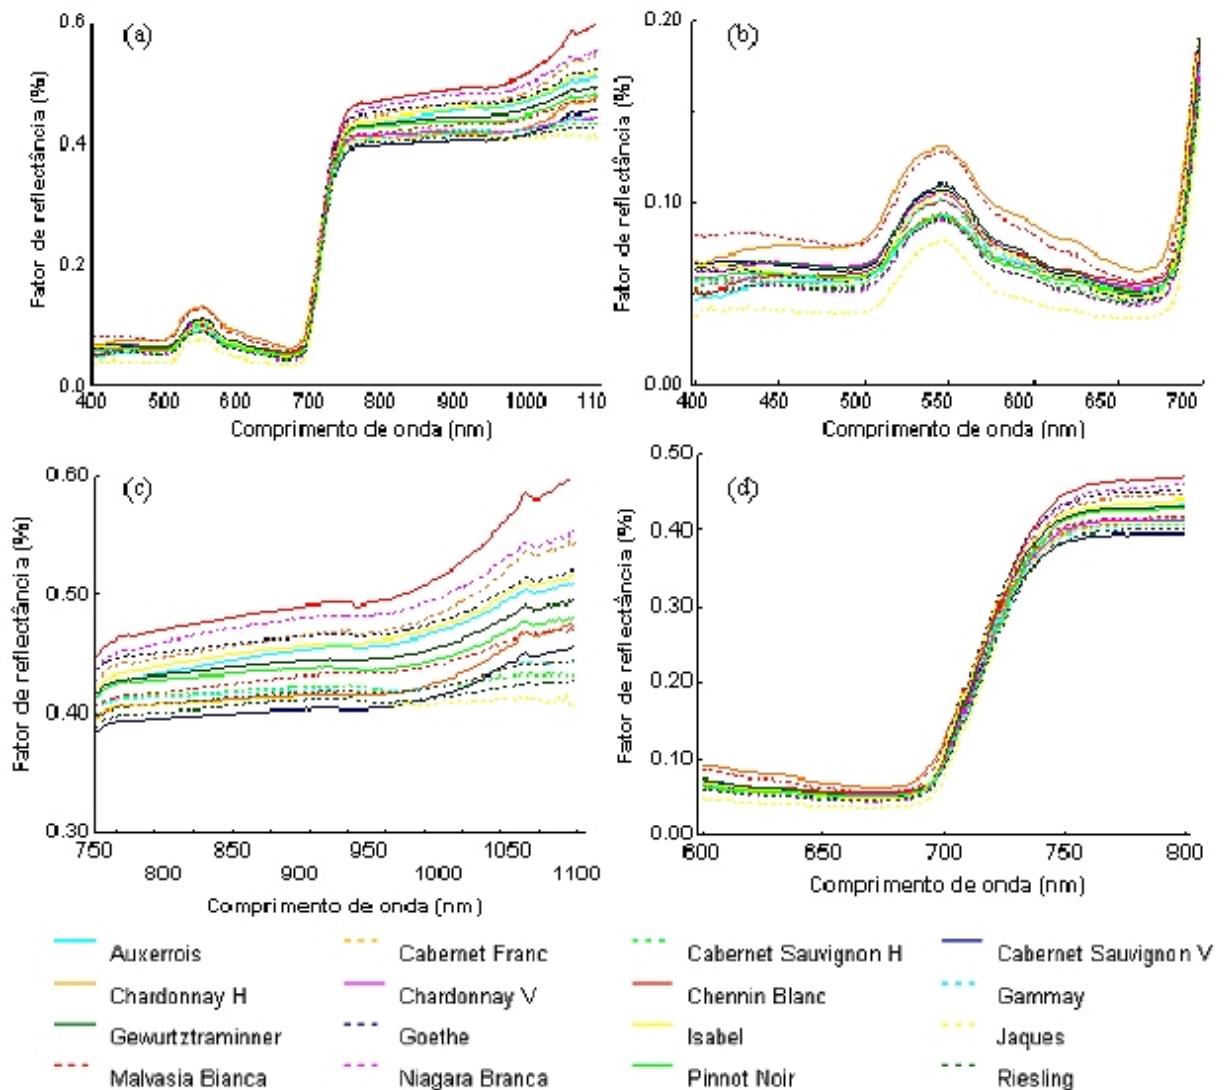 (a)
Fator de reflectância (%)
0.6
0.4
0.2
0.0
400 500 600 700 800 900 1000 110
Comprimento de onda (nm)
(b)
Fator de reflectância (%)
0.20
0.10
0.00
400 450 500 550 600 650 700
Comprimento de onda (nm)
(c)
Fator de reflectância (%)
0.60
0.50
0.40
0.30
750 850 950 1050
800 900 1000 1100
Comprimento de onda (nm)
(d)
Fator de reflectância (%)
0.50
0.40
0.30
0.20
0.10
0.00
600 650 700 750 800
Comprimento de onda (nm)
Auxerrois Cabernet Franc Cabernet Sauvignon H Cabernet Sauvignon V
Chardonnay H Chardonnay V Chennin Blanc Gammay
Gewurtztraminner Goethe Isabel Jaques
Malvasia Bianca Niagara Branca Pinnot Noir Riesling